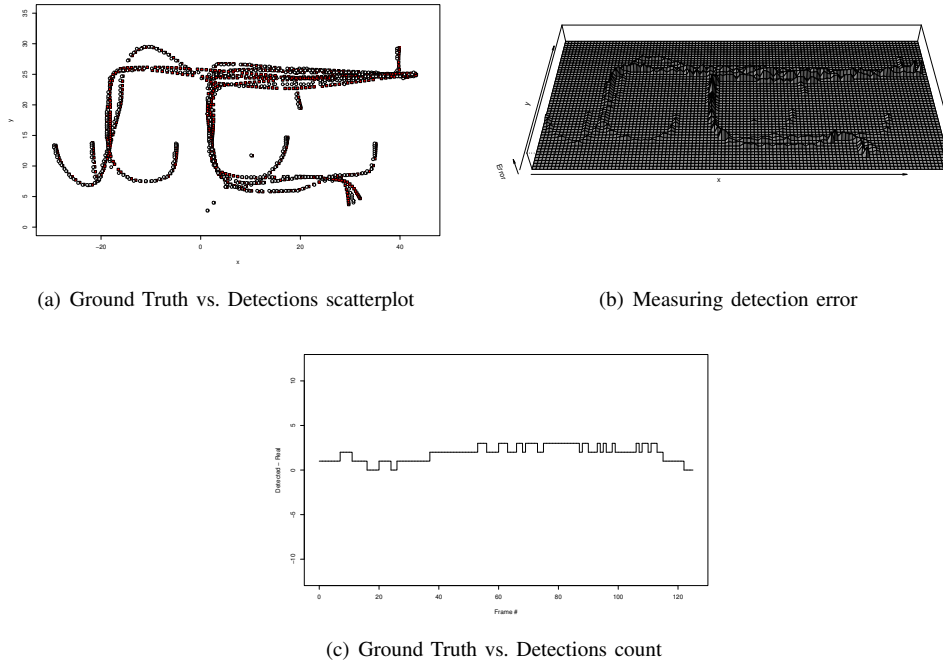 35
30
25
20
15
10
5
0
y
−20 0 20 40
x
y
Error
x
(a) Ground Truth vs. Detections scatterplot
(b) Measuring detection error
10
5
0
−5
−10
Detected − Real
0 20 40 60 80 100 120
Frame #
(c) Ground Truth vs. Detections count